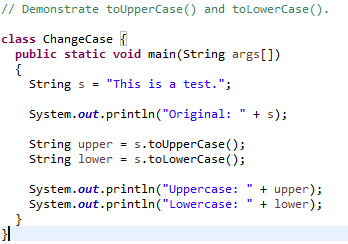 // Demonstrate toUpperCase() and toLowerCase().
class ChangeCase {
  public static void main(String args[])
  {
    String s = "This is a test.";
    System.out.println("Original: " + s);
    String upper = s.toUpperCase();
    String lower = s.toLowerCase();
    System.out.println("Uppercase: " + upper);
    System.out.println("Lowercase: " + lower);
  }
}